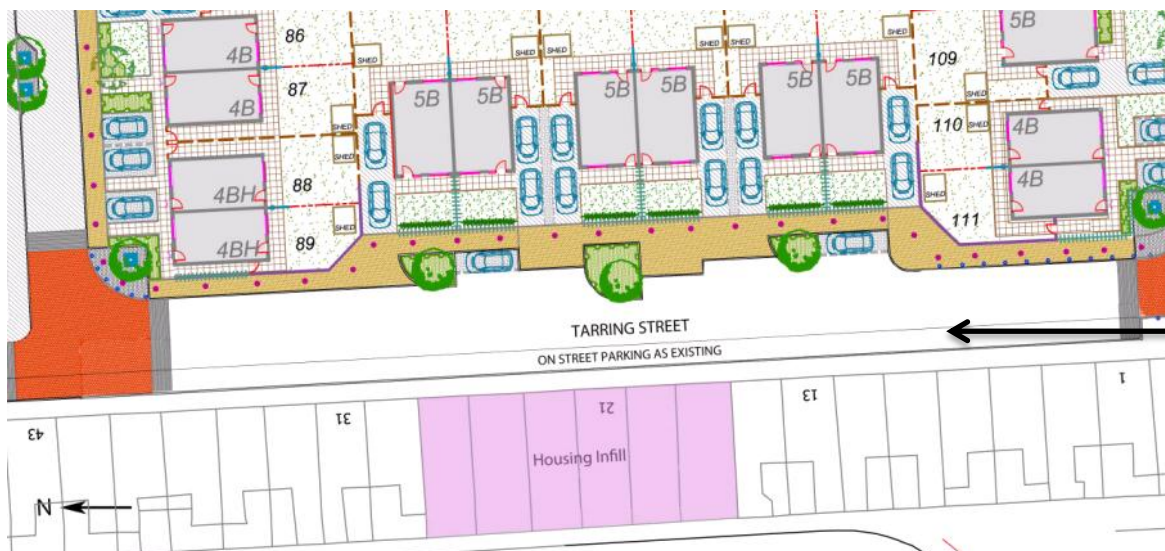 86
4B
87
4B
88
4BH
89
4BH
SHED
SHED
SHED
SHED
5B
5B
SHED
SHED
5B
5B
SHED
SHED
5B
5B
109
110
111
SHED
SHED
SHED
5B
4B
4B
TARRING STREET
ON STREET PARKING AS EXISTING
43
31
21
13
1
Housing Infill
N